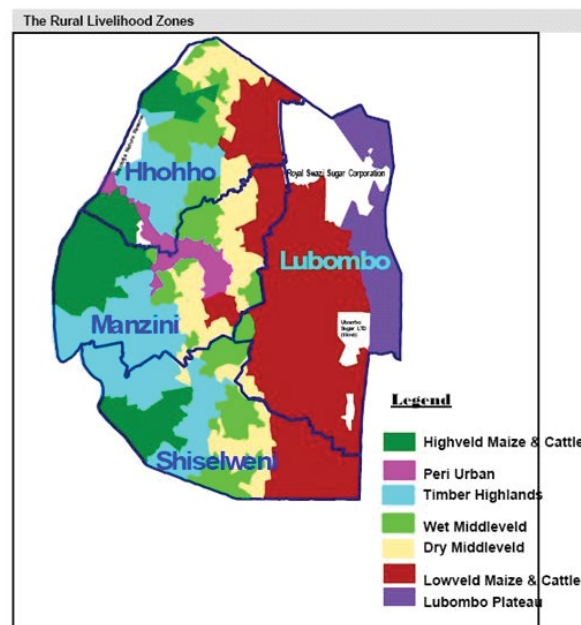 The Rural Livelihood Zones
Hhohho
Royal Swazi Sugar Corporation
Lubombo
Manzini
Shiselweni
Legend
Highveld Maize & Cattle
Peri Urban
Timber Highlands
Wet Middleveld
Dry Middleveld
Lowveld Maize & Cattle
Lubombo Plateau